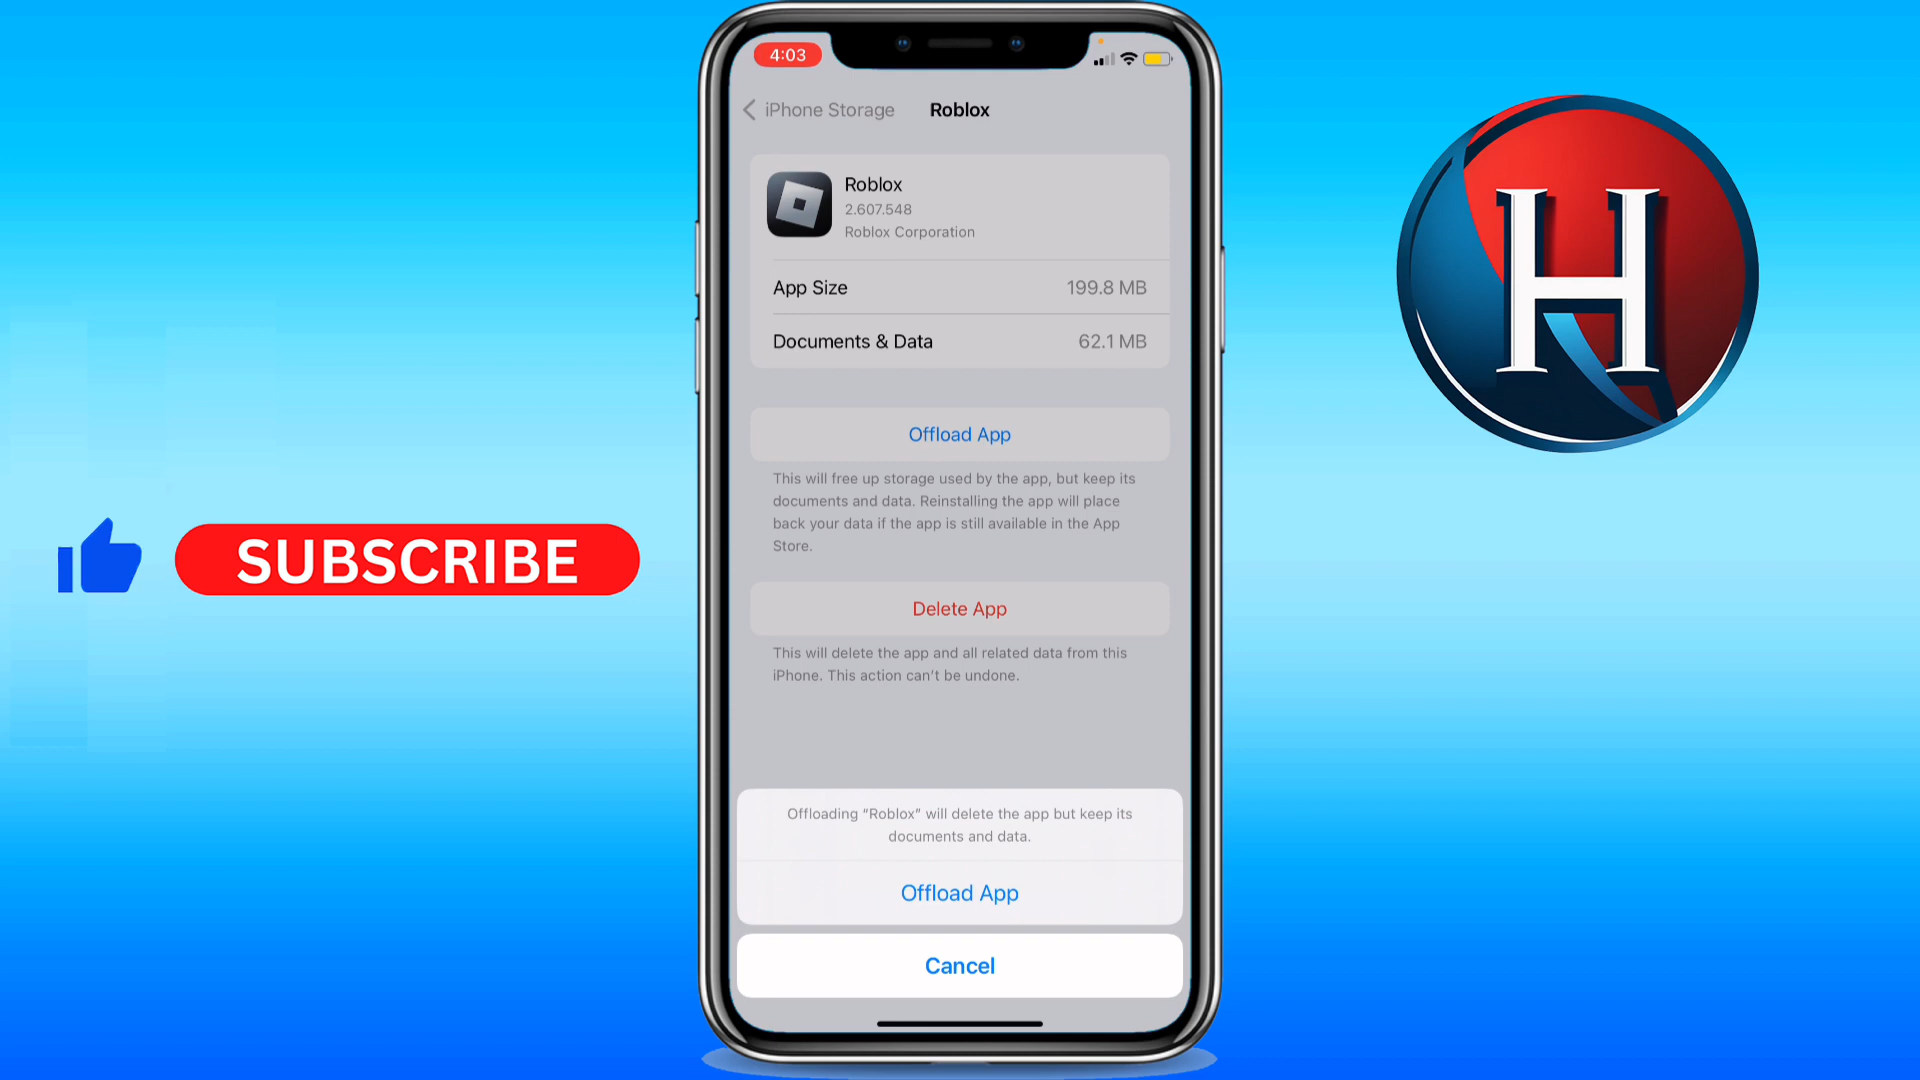 4:03
iPhone Storage
Roblox
Roblox
2.607.548
Roblox Corporation
App Size
199.8 MB
Documents & Data
62.1 MB
Offload App
This will free up storage used by the app, but keep its
documents and data. Reinstalling the app will place
back your data if the app is still available in the App
Store.
Delete App
This will delete the app and all related data from this
iPhone. This action can't be undone.
Offloading “Roblox” will delete the app but keep its
documents and data.
Offload App
Cancel
SUBSCRIBE
H